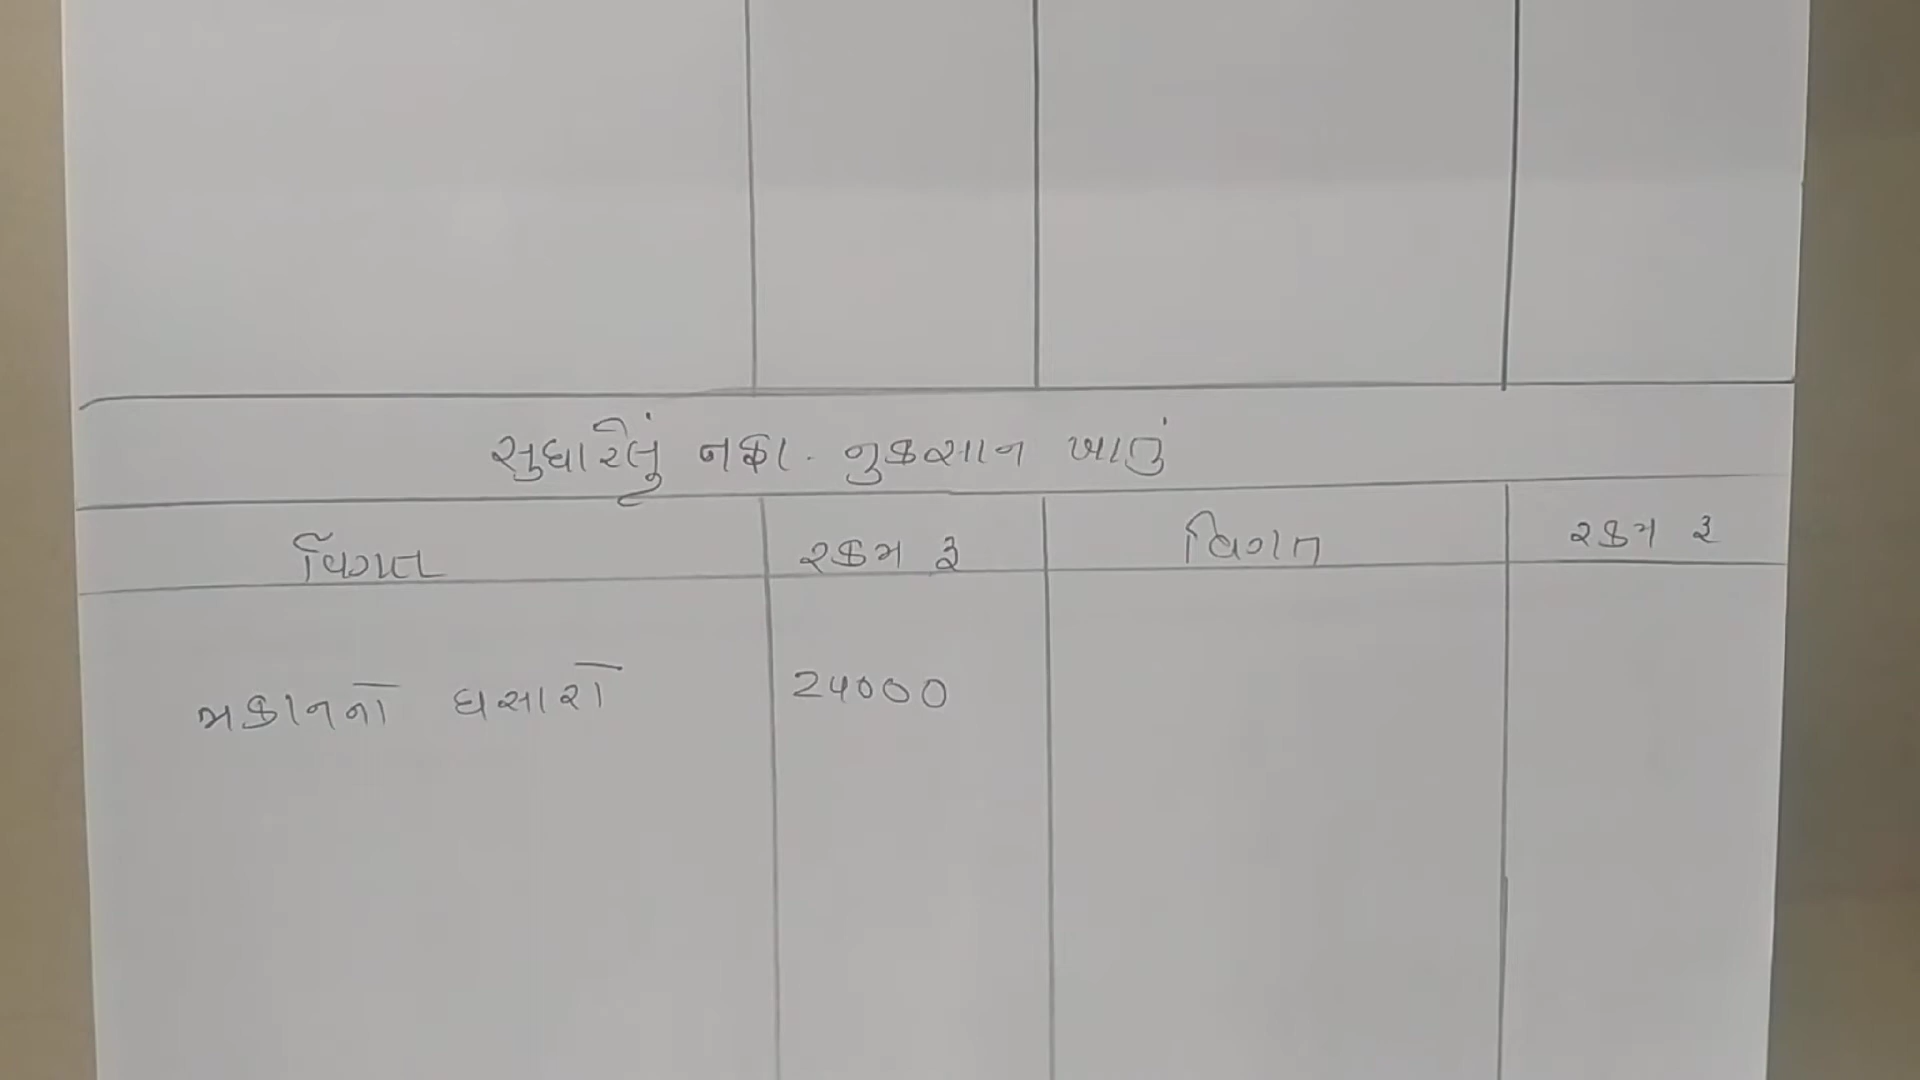 સુધારેલું નફા. નુકસાન ખાતું
વિગત રકમ રૂ વિગત રકમ રૂ
મકાનનો ઘસારો 24000